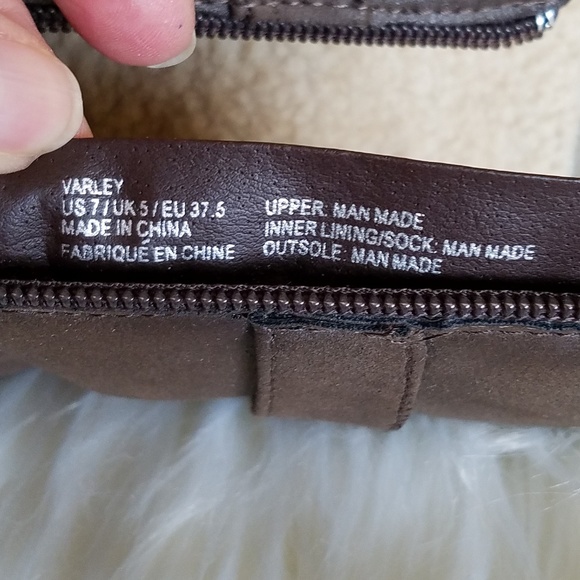 VARLEY
US 7 / UK 5 / EU 37.5
MADE IN CHINA
FABRIQUÉ EN CHINE
UPPER: MAN MADE
INNER LINING/SOCK: MAN MADE
OUTSOLE: MAN MADE